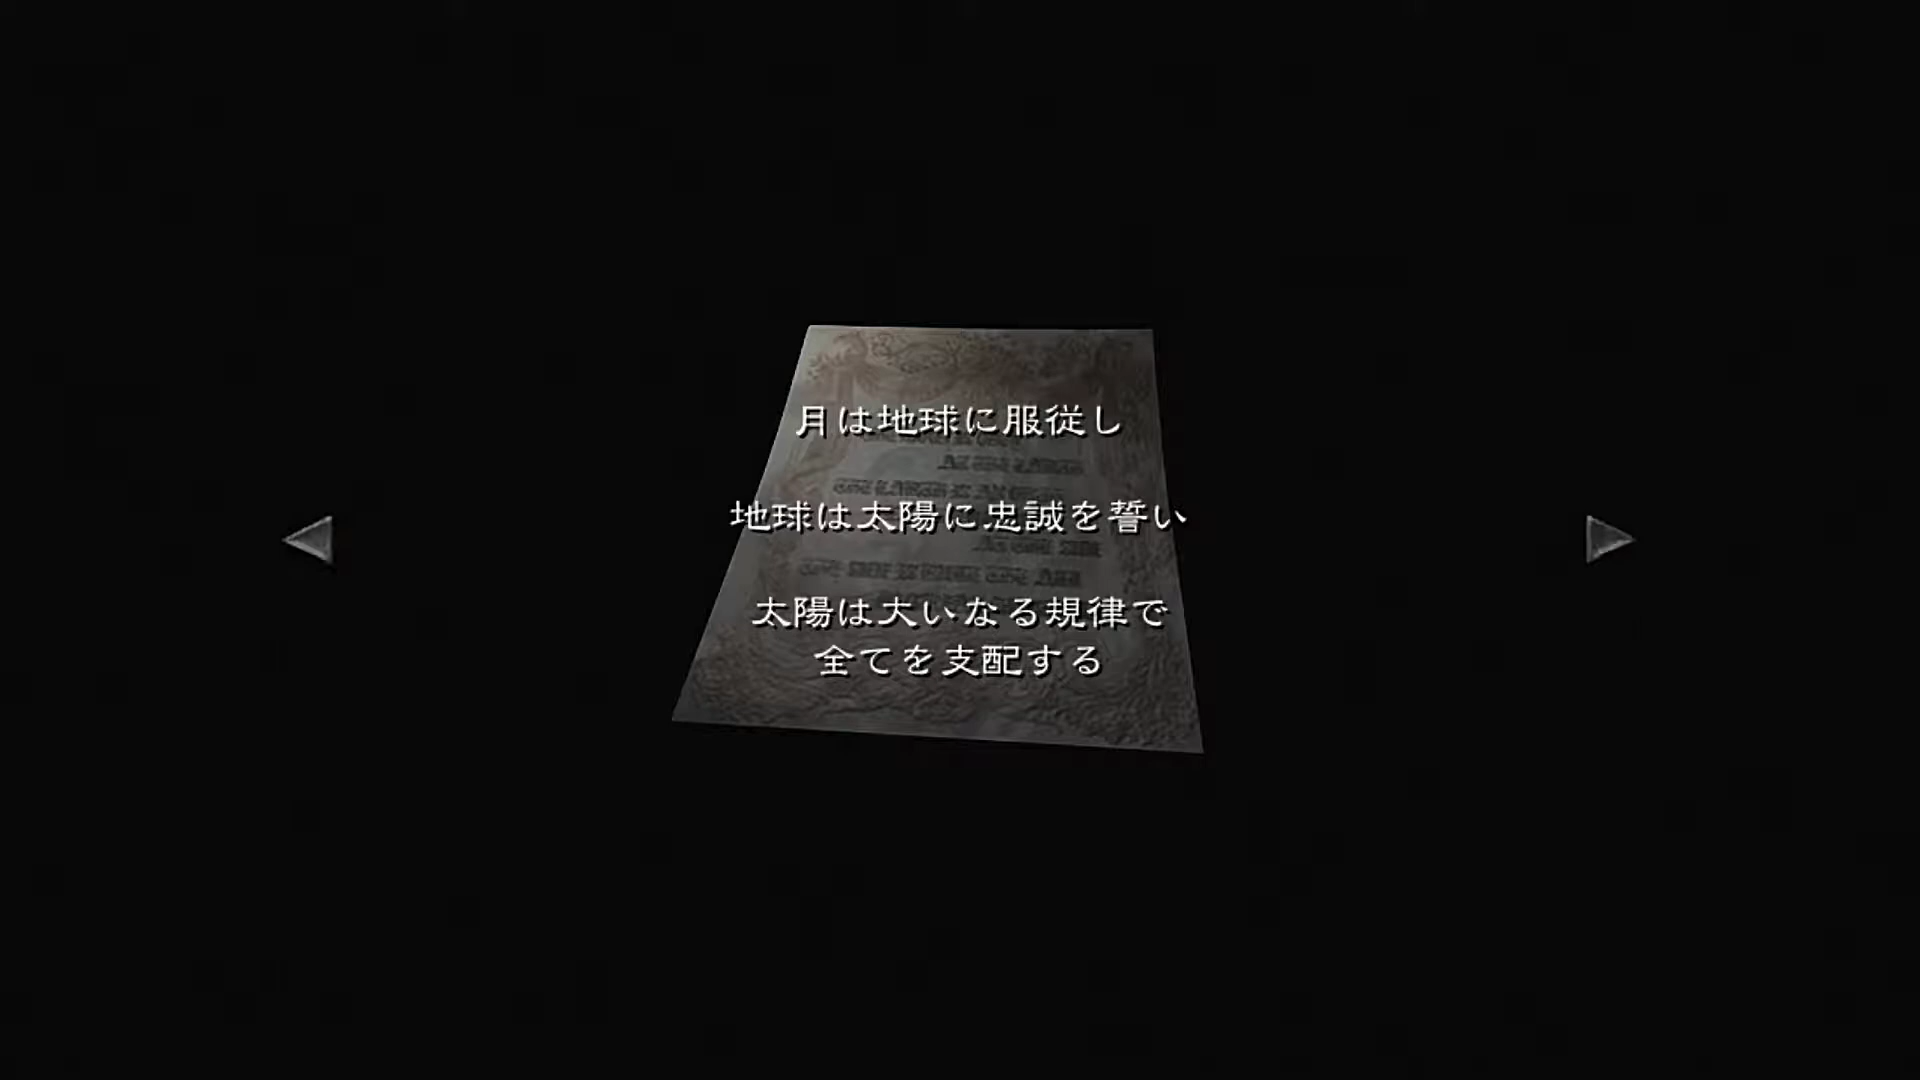 月は地球に服従し
地球は太陽に忠誠を誓い
太陽は大いなる規律で
全てを支配する